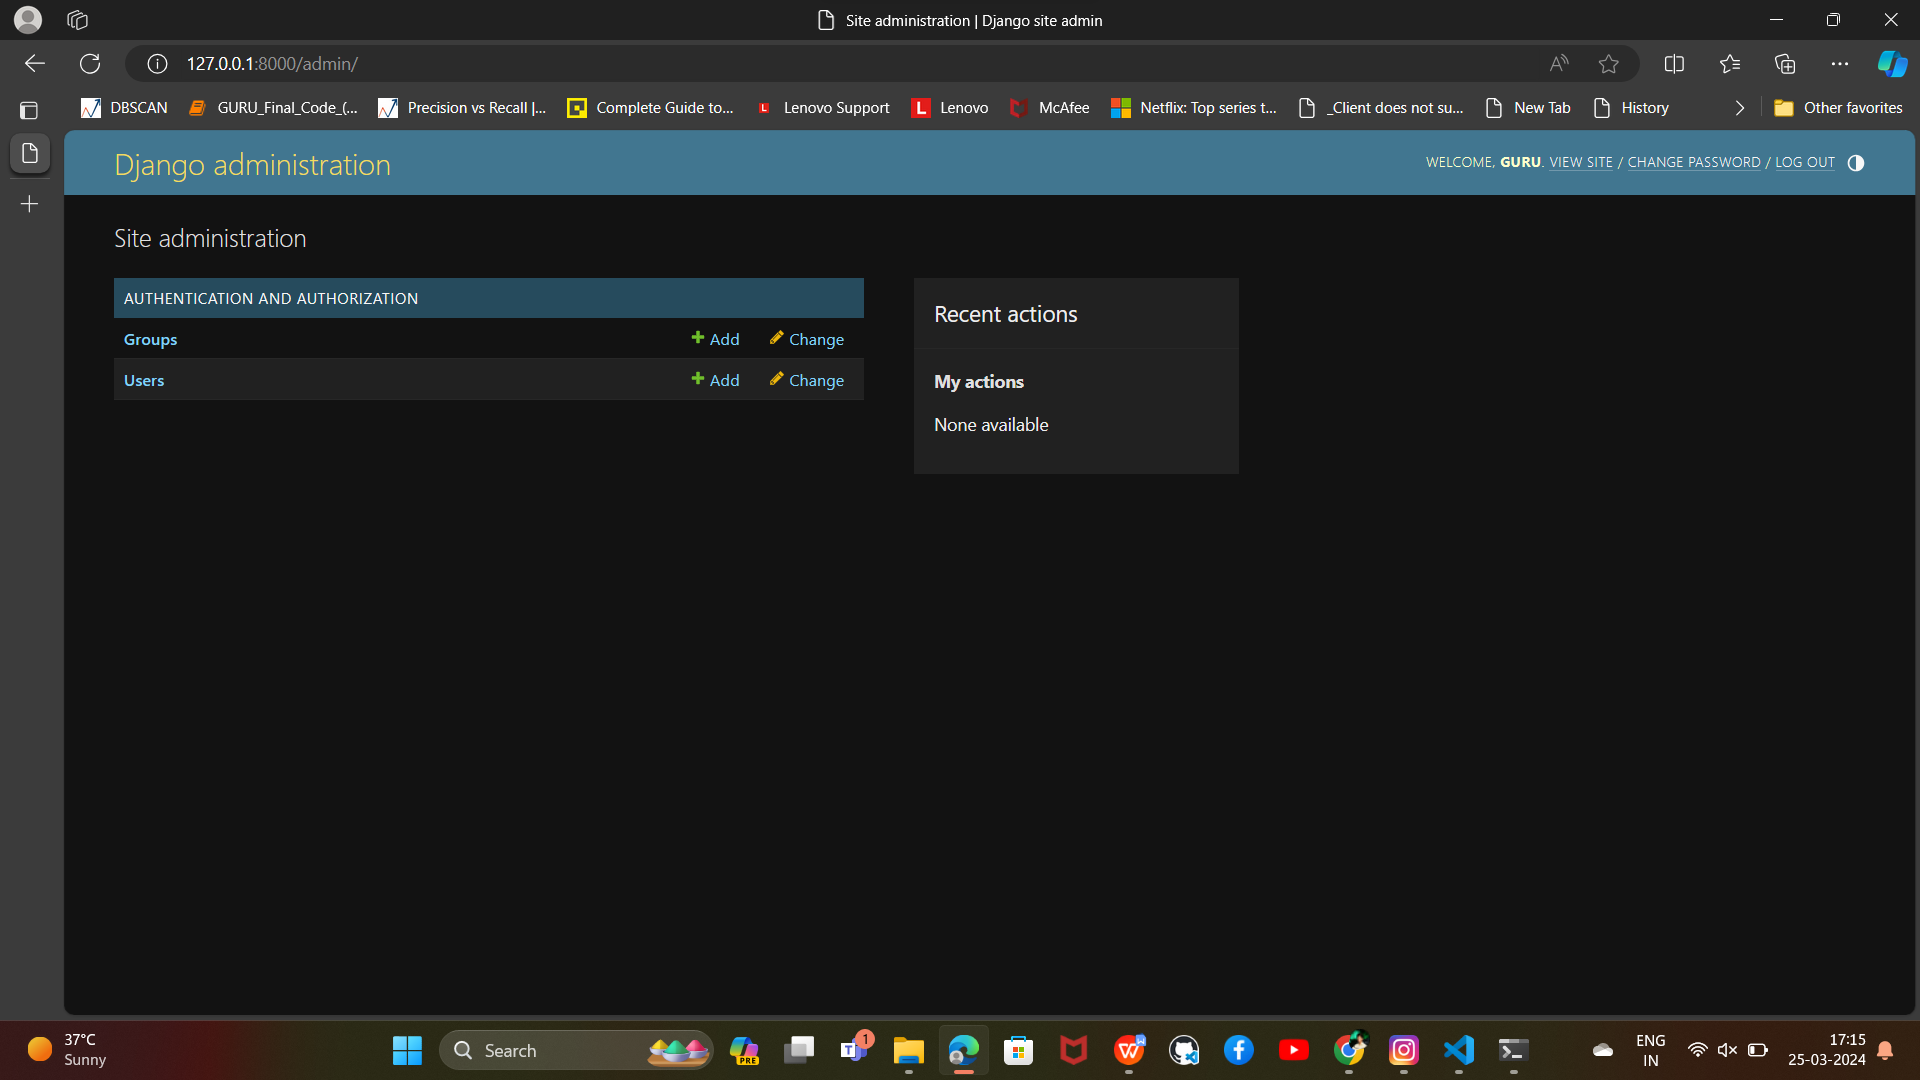 Site administration | Django site admin
127.0.0.1:8000/admin/
DBSCAN
GURU_Final_Code_(...
Precision vs Recall |...
Complete Guide to...
L
Lenovo Support
L
Lenovo
McAfee
Netflix: Top series t...
_Client does not su...
New Tab
History
Other favorites
Django administration
WELCOME, GURU. VIEW SITE / CHANGE PASSWORD / LOG OUT
Site administration
AUTHENTICATION AND AUTHORIZATION
Groups Add Change
Users Add Change
Recent actions
My actions
None available
37°C
Sunny
Search
PRE
T
1
W
ENG
IN
17:15
25-03-2024